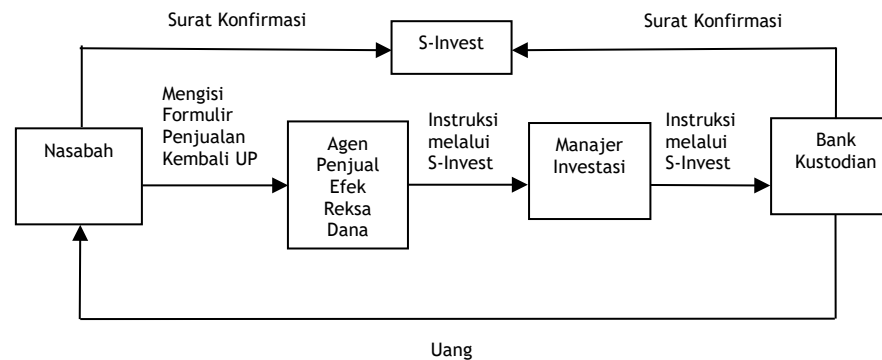 Surat Konfirmasi
Surat Konfirmasi
S-Invest
Mengisi
Formulir
Penjualan
Kembali UP
Instruksi
melalui
S-Invest
Instruksi
melalui
S-Invest
Nasabah
Agen
Penjual
Efek
Reksa
Dana
Manajer
Investasi
Bank
Kustodian
Uang